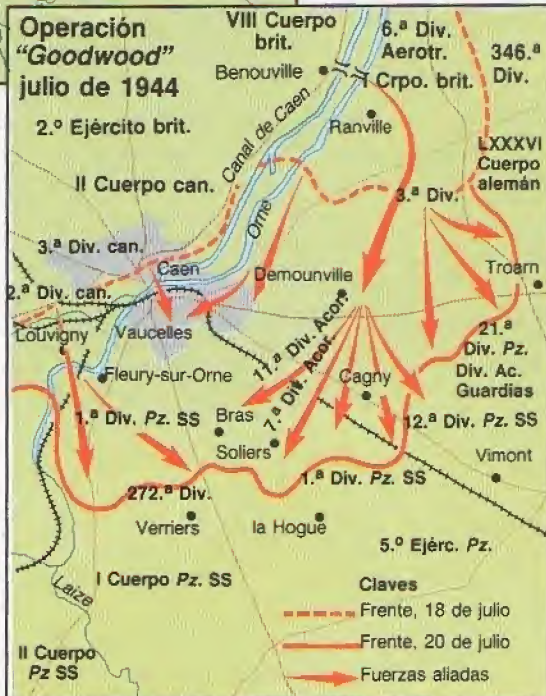 Operación
"Goodwood"
julio de 1944
VIII Cuerpo
brit.
6.ª Div.
Aerotr.
346.ª
Div.
Benouville
Crpo. brit.
2.º Ejército brit.
Canal de Caen
Ranville
LXXXVI
Cuerpo
alemán
II Cuerpo can.
Orne
3.ª Div.
3.ª Div. can.
Caen
Demounville
Troarn
2.ª Div. can.
Louvigny
Vaucelles
11.ª Div. Acor.
7.ª Div. Acor.
21.ª
Div. Pz.
Div. Ac.
Guardias
Fleury-sur-Orne
Cagny
1.ª Div. Pz. SS
Bras
12.ª Div. Pz. SS
Soliers
Vimont
1.ª Div. Pz. SS
272.ª Div.
Verriers
la Hogue
5.º Ejérc. Pz.
I Cuerpo Pz. SS
Laize
II Cuerpo
Pz SS
Claves
Frente, 18 de julio
Frente, 20 de julio
Fuerzas aliadas